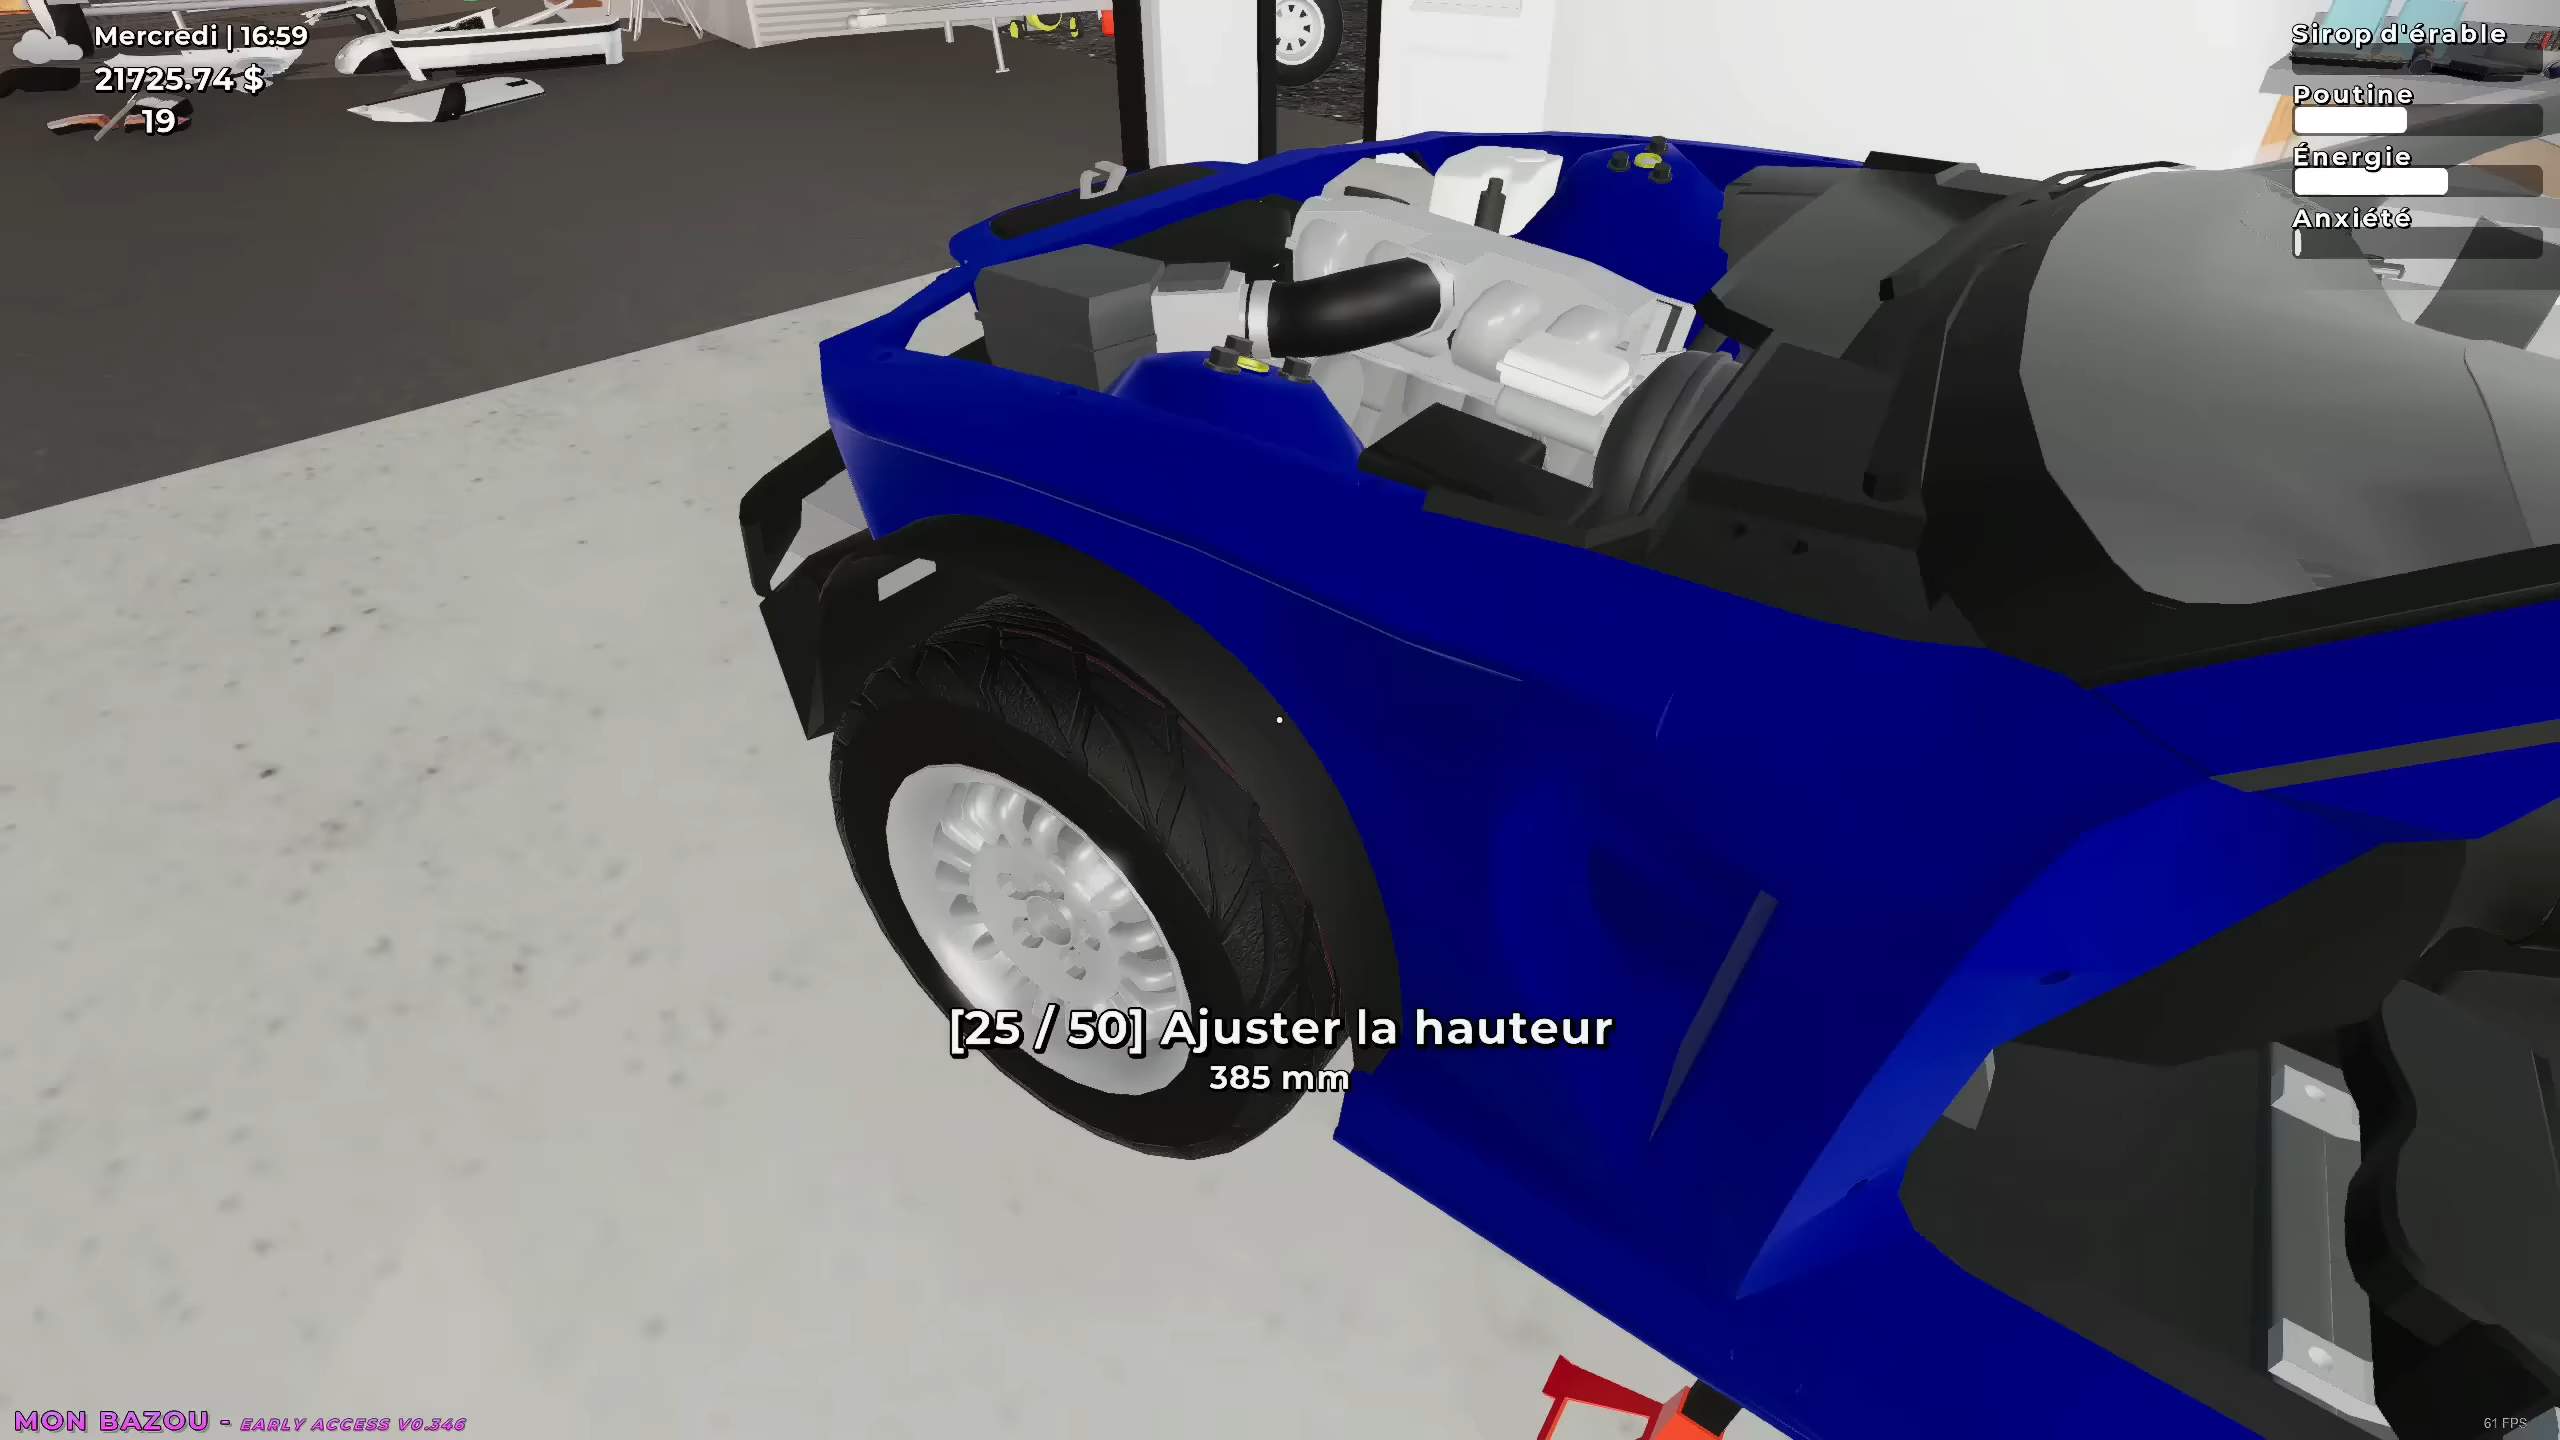 Mercredi | 16:59
21725.74 $
19
Sirop d'érable
Poutine
Énergie
Anxiété
[25 / 50] Ajuster la hauteur
385 mm
MON BAZOU - EARLY ACCESS V0.346
61 FPS